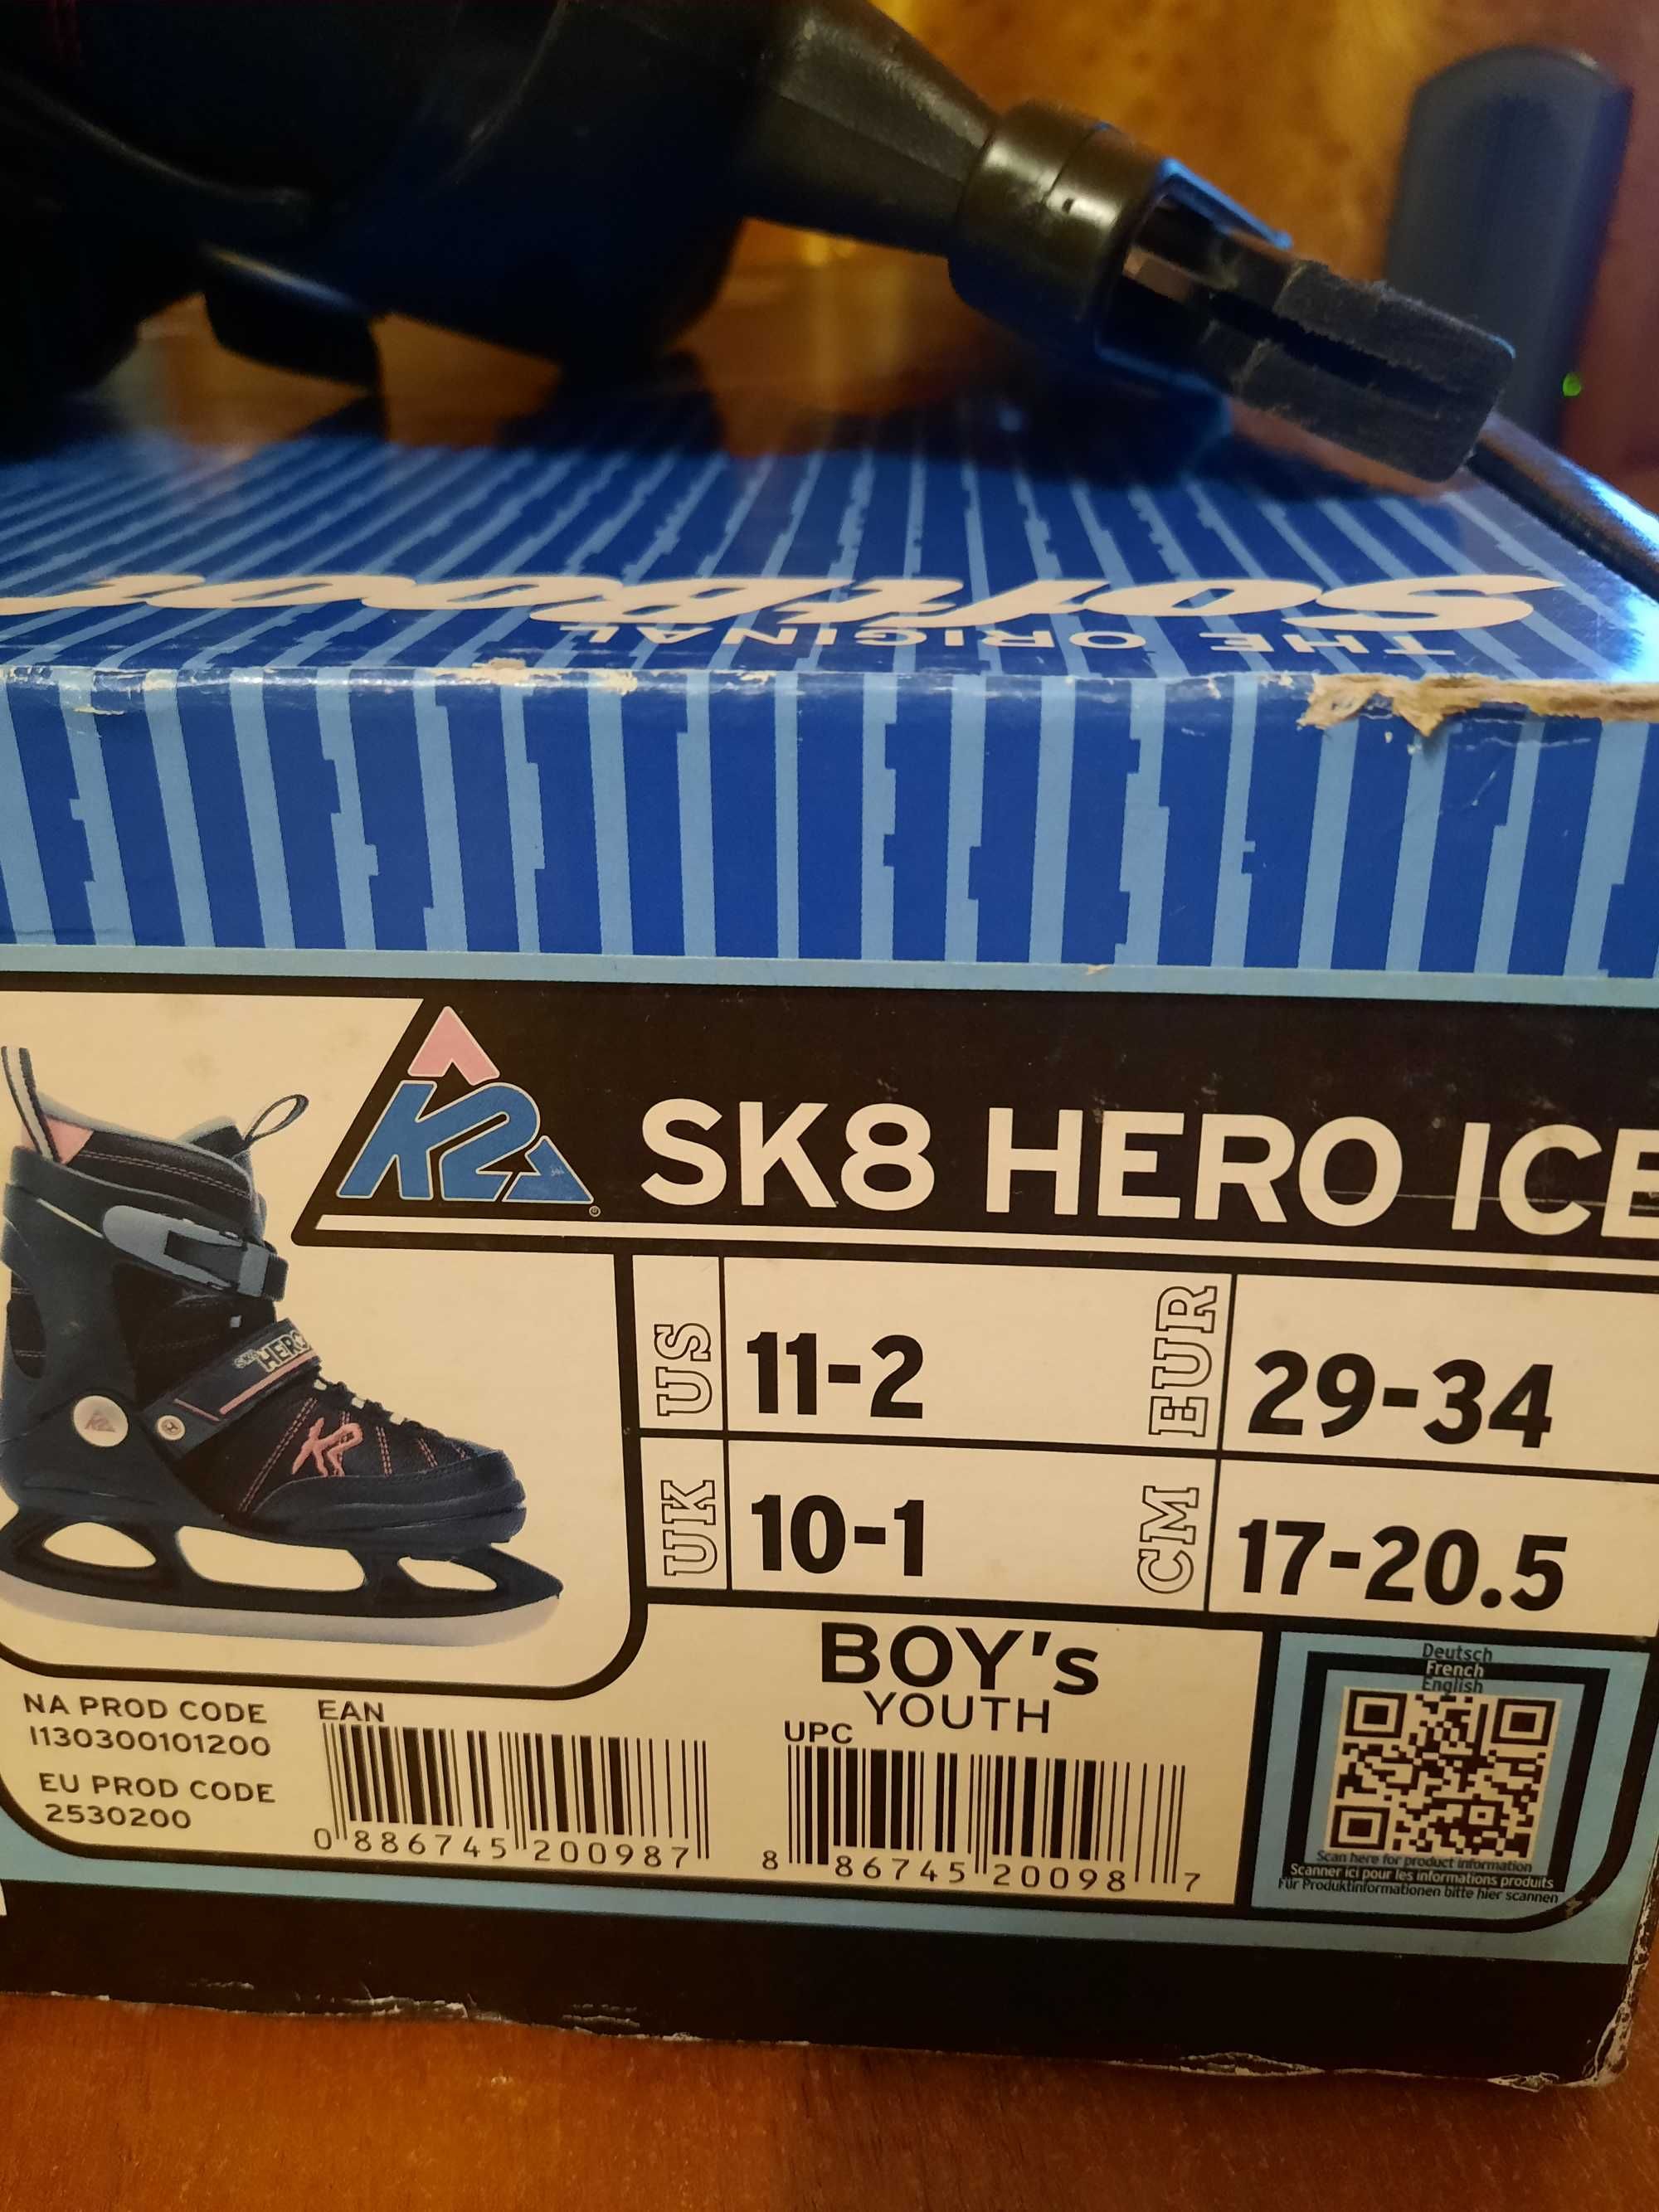 THE ORIGINAL
SoftBoot
K2
SK8 HERO ICE
SK8 HERO
K2
US 11-2 EUR 29-34
UK 10-1 CM 17-20.5
BOY's
YOUTH
NA PROD CODE
I130300101200
EU PROD CODE
2530200
EAN
0 886745 200987
UPC
8 86745 20098 7
Deutsch
French
English
Scan here for product information
Scanner ici pour les informations produits
Für Produktinformationen bitte hier scannen